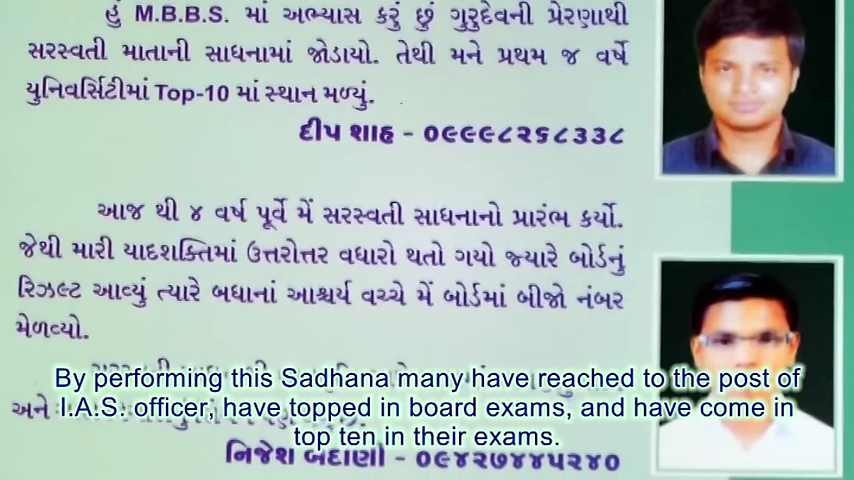 હું M.B.B.S. માં અભ્યાસ કરું છું ગુરુદેવની પ્રેરણાથી
સરસ્વતી માતાની સાધનામાં જોડાયો. તેથી મને પ્રથમ જ વર્ષે
યુનિવર્સિટીમાં Top-10 માં સ્થાન મળ્યું.
દીપ શાહ - ૦૯૯૯૮૨૬૮૩૩૮
આજ થી ૪ વર્ષ પૂર્વે મેં સરસ્વતી સાધનાનો પ્રારંભ કર્યો.
જેથી મારી યાદશક્તિમાં ઉત્તરોત્તર વધારો થતો ગયો જ્યારે બોર્ડનું
રિઝલ્ટ આવ્યું ત્યારે બધાનાં આશ્ચર્ય વચ્ચે મેં બોર્ડમાં બીજો નંબર
મેળવ્યો.
By performing this Sadhana many have reached to the post of
અને
I.A.S. officer, have topped in board exams, and have come in
top ten in their exams.
નિજેશ બદાણી - ૦૯૪૨૭૪૪૫૨૪૦